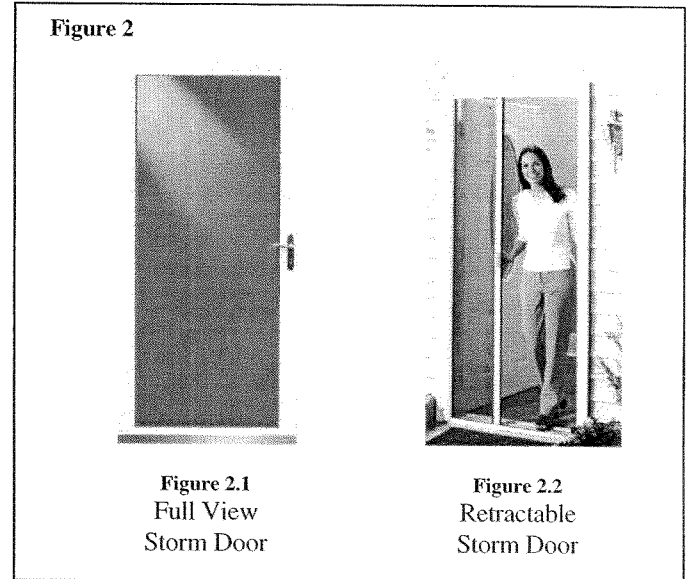 Figure 2
Figure 2.1
Full View
Storm Door
Figure 2.2
Retractable
Storm Door